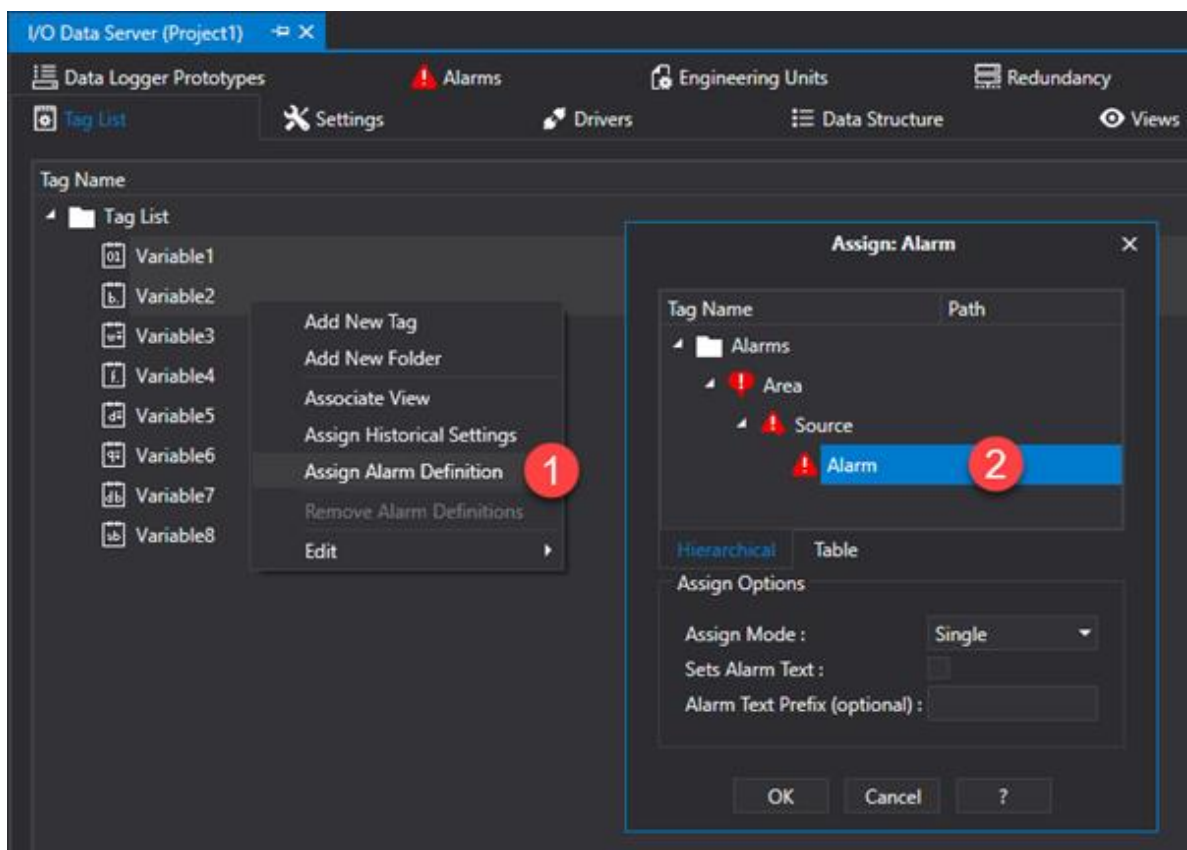 I/O Data Server (Project1)
Data Logger Prototypes Alarms Engineering Units Redundancy
Tag List Settings Drivers Data Structure Views
Tag Name
Tag List
Variable1
Variable2
Variable3
Variable4
Variable5
Variable6
Variable7
Variable8
Add New Tag
Add New Folder
Associate View
Assign Historical Settings
Assign Alarm Definition 1
Remove Alarm Definitions
Edit
Assign: Alarm
Tag Name Path
Alarms
Area
Source
Alarm 2
Hierarchical Table
Assign Options
Assign Mode : Single
Sets Alarm Text :
Alarm Text Prefix (optional) :
OK Cancel ?